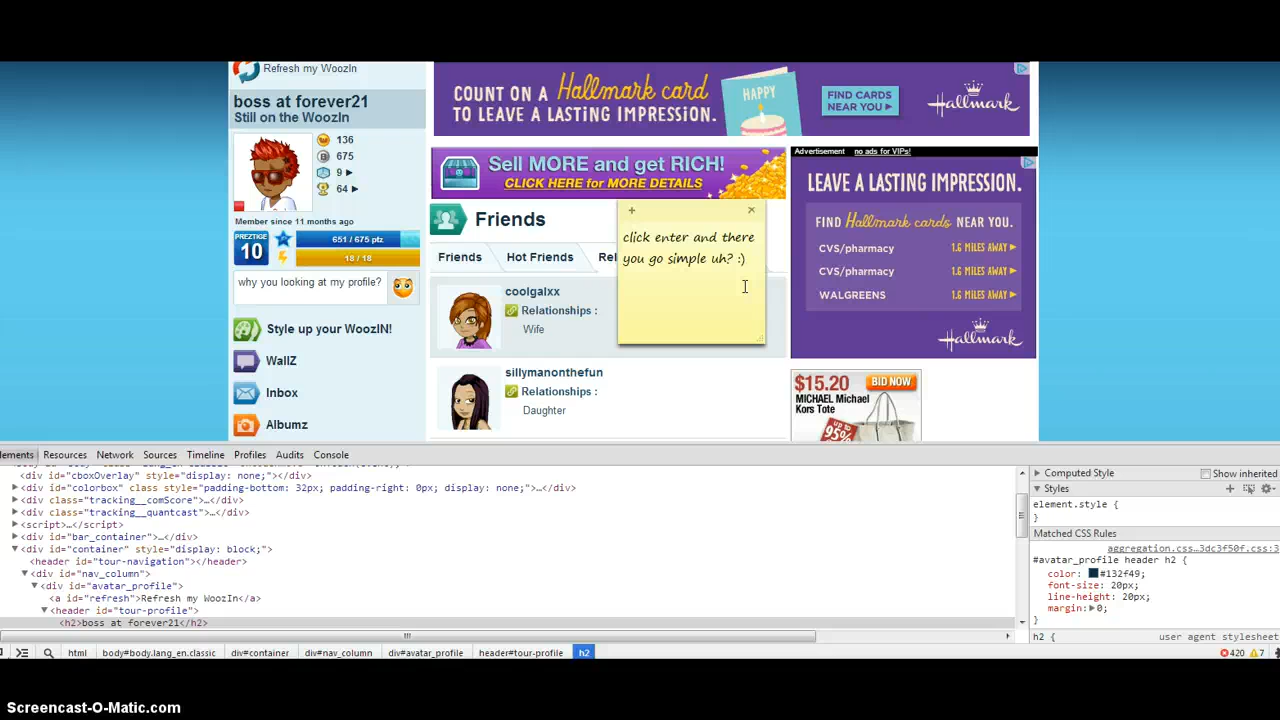 Refresh my WoozIn
boss at forever21
Still on the WoozIn
136
675
9
64
Member since 11 months ago
PREZTIGE
10
651 / 675 ptz
18 / 18
why you looking at my profile?
Style up your WoozIN!
WallZ
Inbox
Albumz
COUNT ON A Hallmark card
TO LEAVE A LASTING IMPRESSION.
HAPPY
FIND CARDS
NEAR YOU
Hallmark
Sell MORE and get RICH!
CLICK HERE for MORE DETAILS
Friends
Friends
Hot Friends
Rel
click enter and there
you go simple uh? :)
coolgalxx
Relationships :
Wife
sillymanonthefun
Relationships :
Daughter
Advertisement no ads for VIPs!
LEAVE A LASTING IMPRESSION.
FIND Hallmark cards NEAR YOU.
CVS/pharmacy 1.6 MILES AWAY
CVS/pharmacy 1.6 MILES AWAY
WALGREENS 1.6 MILES AWAY
Hallmark
$15.20 BID NOW
MICHAEL Michael
Kors Tote
UP TO
95%
lements Resources Network Sources Timeline Profiles Audits Console
<div id="cboxOverlay" style="display: none;"></div>
<div id="colorbox" class style="padding-bottom: 32px; padding-right: 0px; display: none;">…</div>
<div class="tracking__comScore">…</div>
<div class="tracking__quantcast">…</div>
<script>…</script>
<div id="bar_container">…</div>
<div id="container" style="display: block;">
<header id="tour-navigation"></header>
<div id="nav_column">
<div id="avatar_profile">
<a id="refresh">Refresh my WoozIn</a>
<header id="tour-profile">
<h2>boss at forever21</h2>
Computed Style Show inherited
Styles
element.style {
}
Matched CSS Rules
aggregation.css…3dc3f50f.css:3
#avatar_profile header h2 {
color: #132f49;
font-size: 20px;
line-height: 20px;
margin: 0;
}
h2 { user agent stylesheet
html body#body.lang_en.classic div#container div#nav_column div#avatar_profile header#tour-profile h2
420 7
Screencast-O-Matic.com